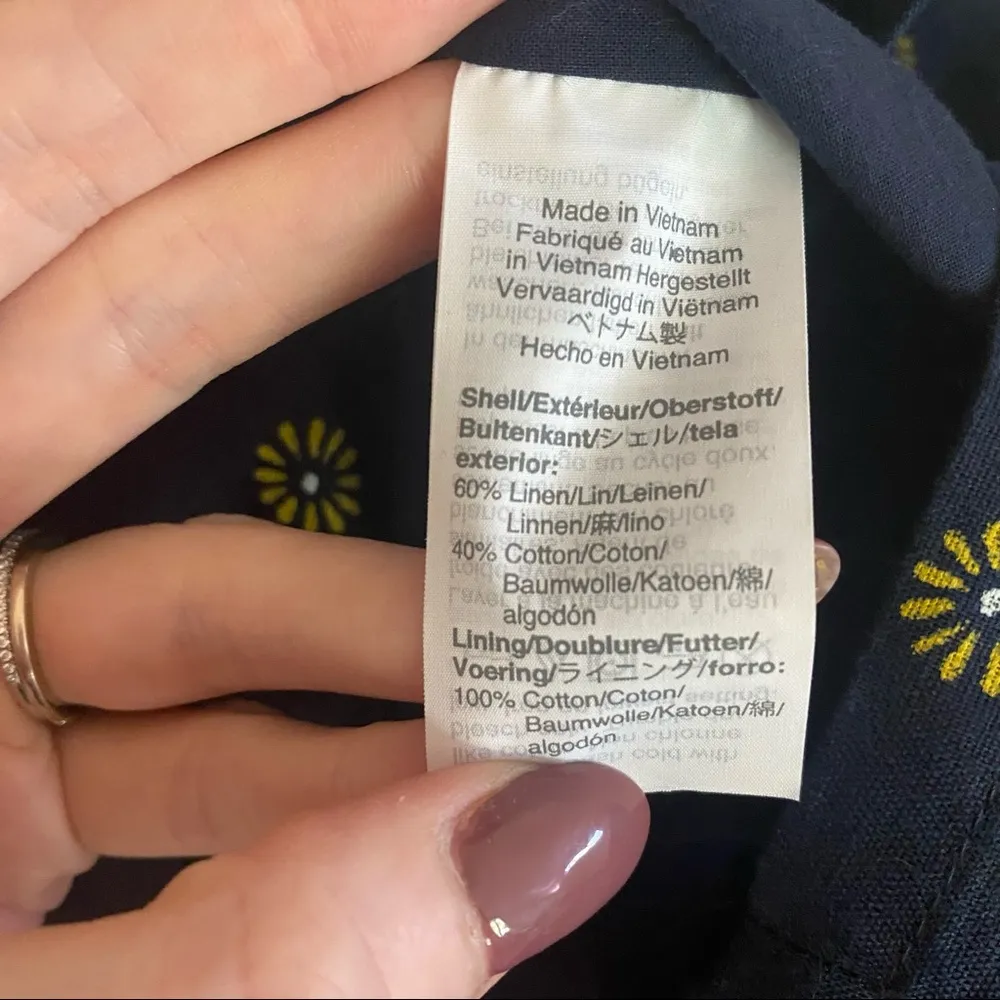 Made in Vietnam
Fabriqué au Vietnam
in Vietnam Hergestellt
Vervaardigd in Viëtnam
ベトナム製
Hecho en Vietnam
Shell/Extérieur/Oberstoff/
Buitenkant/シェル/tela
exterior:
60% Linen/Lin/Leinen/
Linnen/麻/lino
40% Cotton/Coton/
Baumwolle/Katoen/綿/
algodón
Lining/Doublure/Futter/
Voering/ライニング/forro:
100% Cotton/Coton/
Baumwolle/Katoen/綿/
algodón